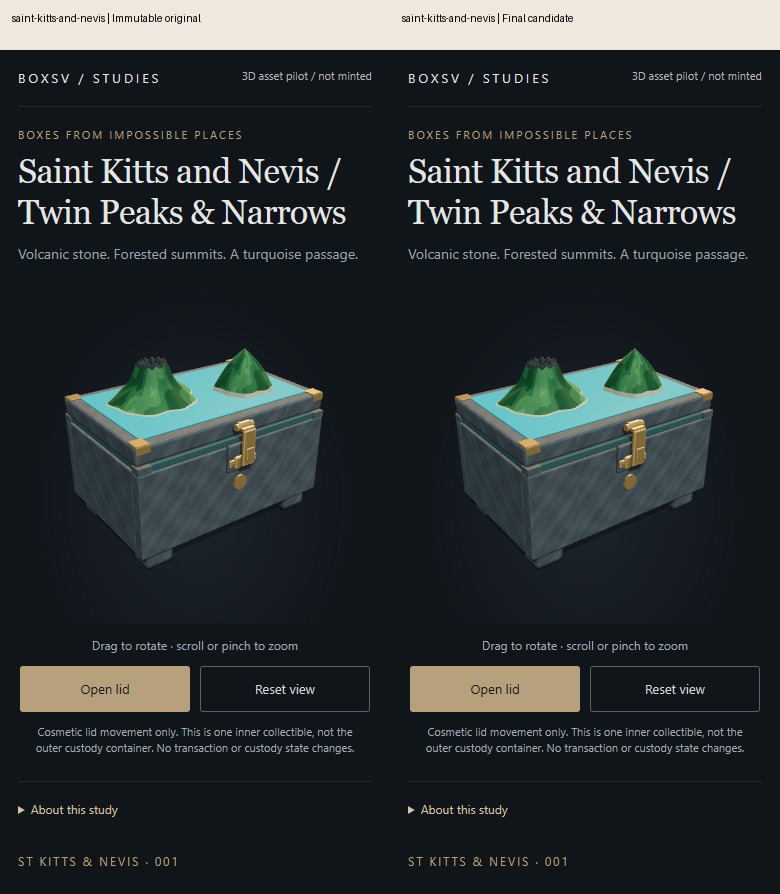 saint-kitts-and-nevis | Immutable original
BOXSV / STUDIES
3D asset pilot / not minted
BOXES FROM IMPOSSIBLE PLACES
Saint Kitts and Nevis /
Twin Peaks & Narrows
Volcanic stone. Forested summits. A turquoise passage.
Drag to rotate · scroll or pinch to zoom
Open lid
Reset view
Cosmetic lid movement only. This is one inner collectible, not the
outer custody container. No transaction or custody state changes.
▶ About this study
ST KITTS & NEVIS · 001
saint-kitts-and-nevis | Final candidate
BOXSV / STUDIES
3D asset pilot / not minted
BOXES FROM IMPOSSIBLE PLACES
Saint Kitts and Nevis /
Twin Peaks & Narrows
Volcanic stone. Forested summits. A turquoise passage.
Drag to rotate · scroll or pinch to zoom
Open lid
Reset view
Cosmetic lid movement only. This is one inner collectible, not the
outer custody container. No transaction or custody state changes.
▶ About this study
ST KITTS & NEVIS · 001